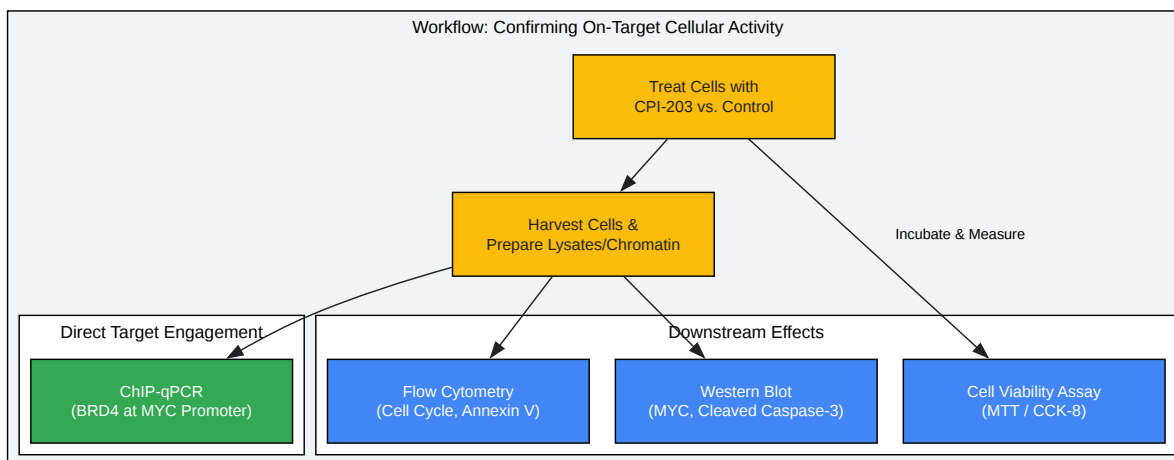 Workflow: Confirming On-Target Cellular Activity
Treat Cells with
CPI-203 vs. Control
Harvest Cells &
Prepare Lysates/Chromatin
Incubate & Measure
Direct Target Engagement
Downstream Effects
ChIP-qPCR
(BRD4 at MYC Promoter)
Flow Cytometry
(Cell Cycle, Annexin V)
Western Blot
(MYC, Cleaved Caspase-3)
Cell Viability Assay
(MTT / CCK-8)